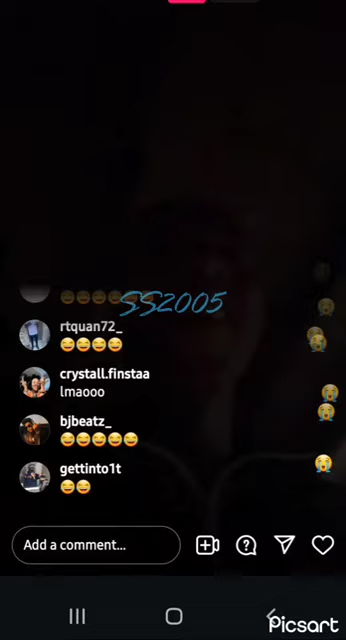 SS2005
rtquan72_
😂😂😂😂
crystall.finstaa
lmaooo
bjbeatz_
😂😂😂😂😂
gettinto1t
😂😂
Add a comment...
Picsart